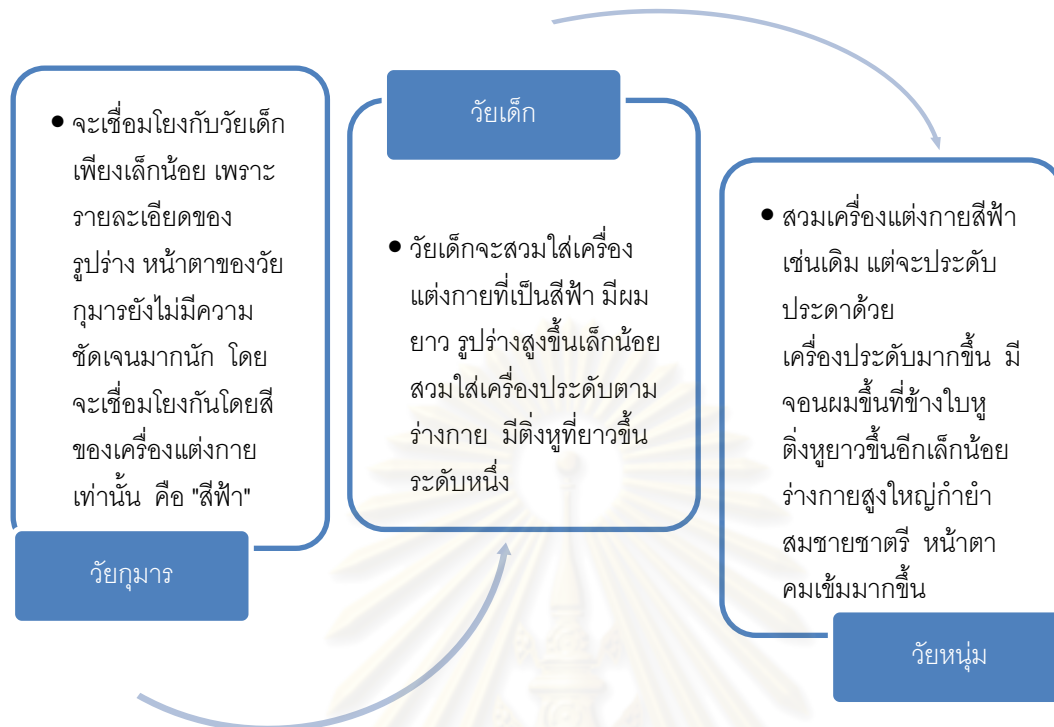 • จะเชื่อมโยงกับวัยเด็ก
เพียงเล็กน้อย เพราะ
รายละเอียดของ
รูปร่าง หน้าตาของวัย
กุมารยังไม่มีความ
ชัดเจนมากนัก โดย
จะเชื่อมโยงกันโดยสี
ของเครื่องแต่งกาย
เท่านั้น คือ "สีฟ้า"
วัยกุมาร
วัยเด็ก
• วัยเด็กจะสวมใส่เครื่อง
แต่งกายที่เป็นสีฟ้า มีผม
ยาว รูปร่างสูงขึ้นเล็กน้อย
สวมใส่เครื่องประดับตาม
ร่างกาย มีติ่งหูที่ยาวขึ้น
ระดับหนึ่ง
• สวมเครื่องแต่งกายสีฟ้า
เช่นเดิม แต่จะประดับ
ประดาด้วย
เครื่องประดับมากขึ้น มี
จอนผมขึ้นที่ข้างใบหู
ติ่งหูยาวขึ้นอีกเล็กน้อย
ร่างกายสูงใหญ่กำยำ
สมชายชาตรี หน้าตา
คมเข้มมากขึ้น
วัยหนุ่ม